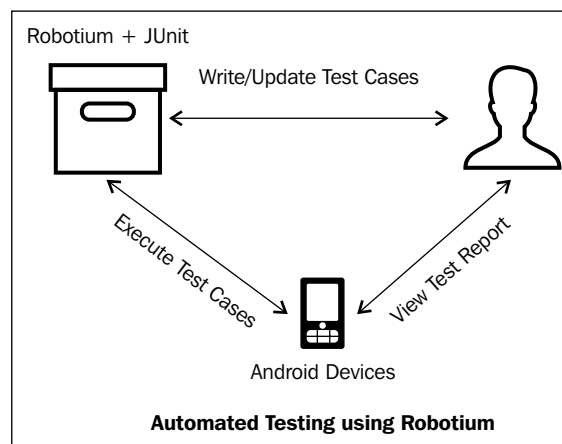 Robotium + JUnit
Write/Update Test Cases
Execute Test Cases
View Test Report
Android Devices
Automated Testing using Robotium